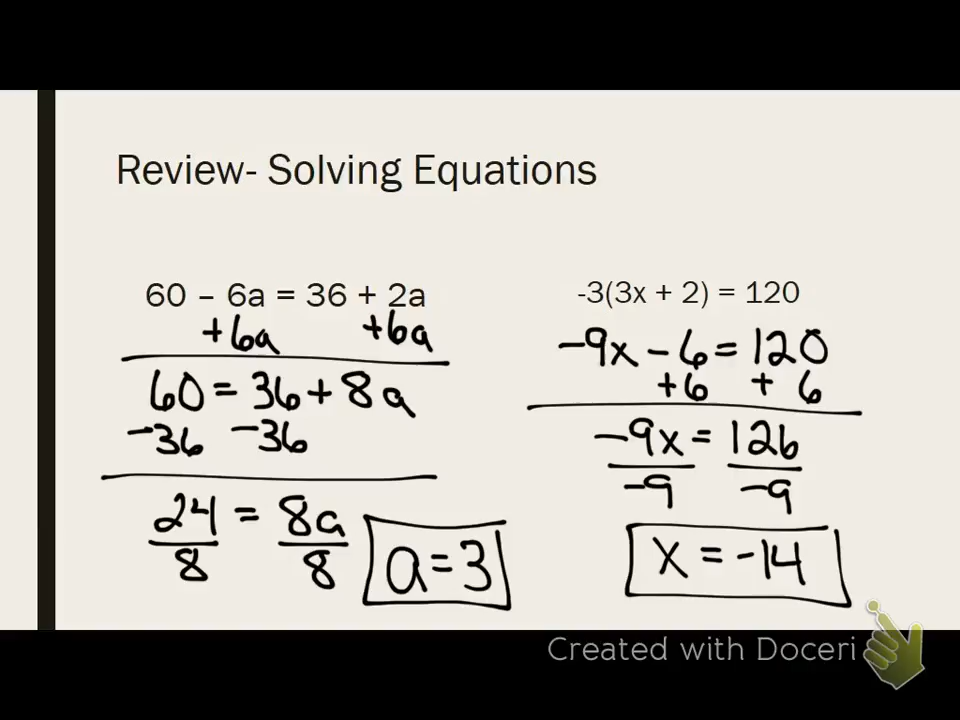 Review- Solving Equations
60 – 6a = 36 + 2a
+6a +6a
60 = 36 + 8a
-36 -36
24 = 8a
8 8
a = 3
-3(3x + 2) = 120
-9x - 6 = 120
+6 + 6
-9x = 126
-9 -9
x = -14
Created with Doceri